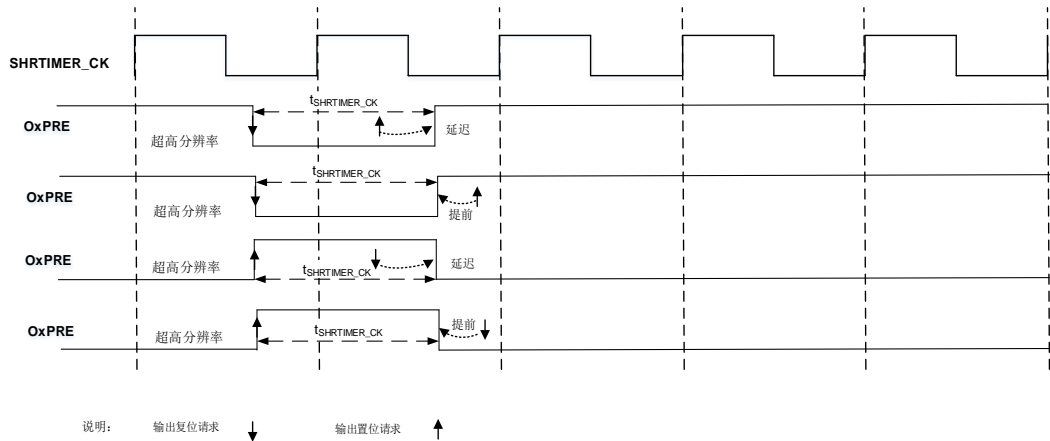 SHRTIMER_CK
tSHRTIMER_CK
OxPRE
超高分辨率
延迟
tSHRTIMER_CK
OxPRE
超高分辨率
提前
OxPRE
超高分辨率
tSHRTIMER_CK
延迟
OxPRE
超高分辨率
tSHRTIMER_CK
提前
说明： 输出复位请求 输出置位请求